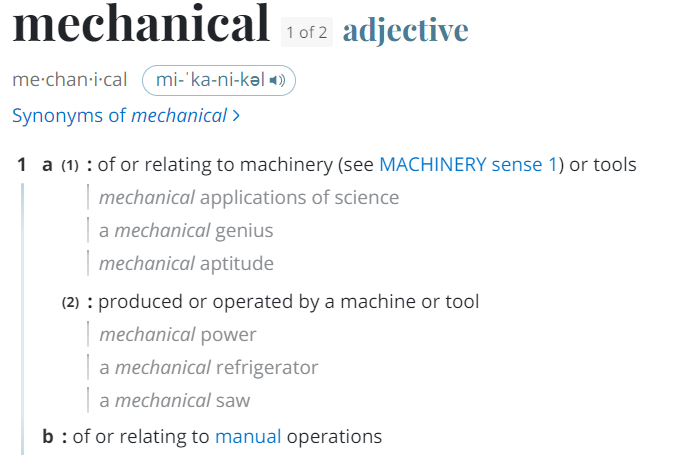 mechanical 1 of 2 adjective
me·chan·i·cal mi-ˈka-ni-kəl
Synonyms of mechanical >
1 a (1) : of or relating to machinery (see MACHINERY sense 1) or tools
mechanical applications of science
a mechanical genius
mechanical aptitude
(2) : produced or operated by a machine or tool
mechanical power
a mechanical refrigerator
a mechanical saw
b : of or relating to manual operations